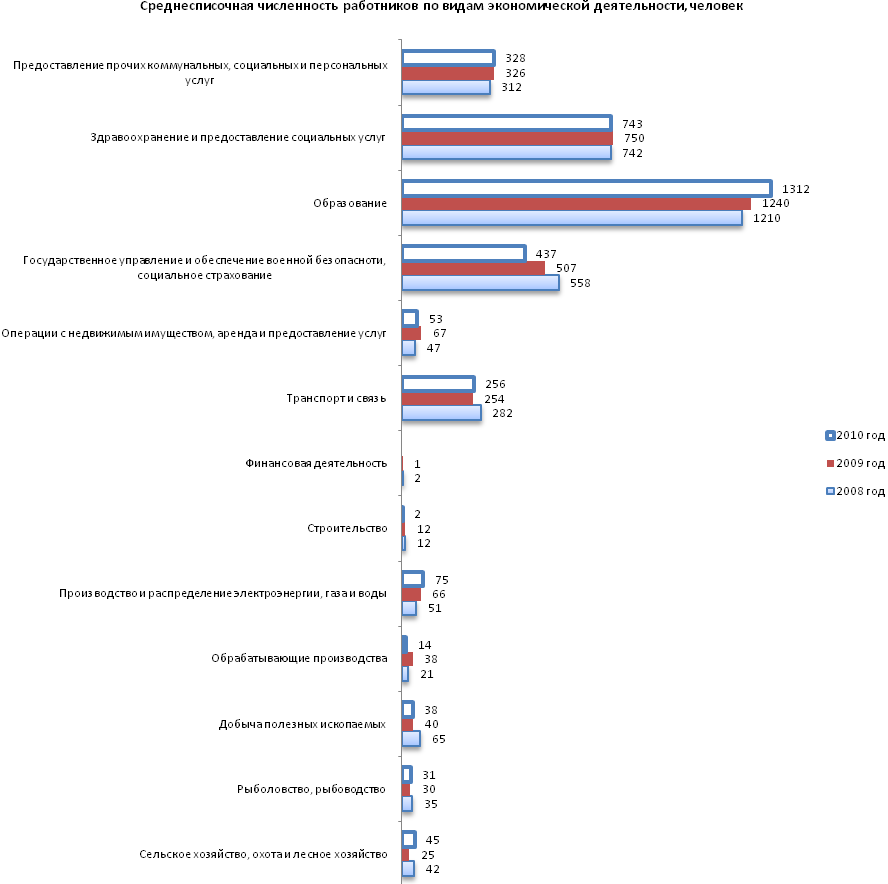 Среднесписочная численность работников по видам экономической деятельности, человек
Предоставление прочих коммунальных, социальных и персональных
услуг
328
326
312
Здравоохранение и предоставление социальных услуг
743
750
742
Образование
1312
1240
1210
Государственное управление и обеспечение военной безопасноти,
социальное страхование
437
507
558
Операции с недвижимым имуществом, аренда и предоставление услуг
53
67
47
Транспорт и связь
256
254
282
Финансовая деятельность
1
2
Строительство
2
12
12
Производство и распределение электроэнергии, газа и воды
75
66
51
Обрабатывающие производства
14
38
21
Добыча полезных ископаемых
38
40
65
Рыболовство, рыбоводство
31
30
35
Сельское хозяйство, охота и лесное хозяйство
45
25
42
2010 год
2009 год
2008 год